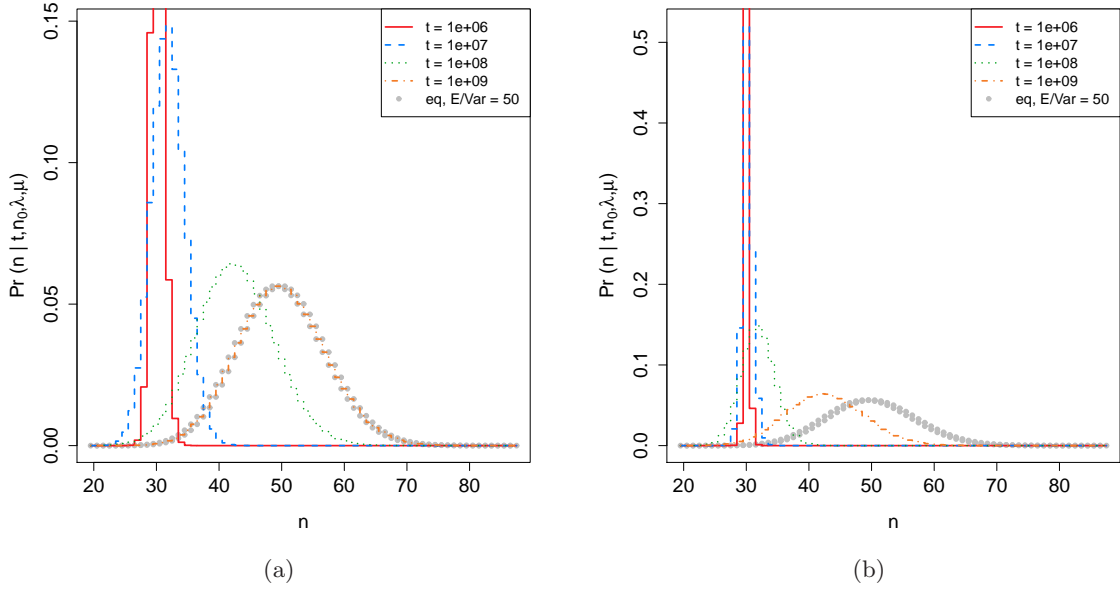 0.15
0.10
0.05
0.00
Pr (n | t,n0,λ,μ)
t = 1e+06
t = 1e+07
t = 1e+08
t = 1e+09
eq, E/Var = 50
20 30 40 50 60 70 80
n
(a)
0.5
0.4
0.3
0.2
0.1
0.0
Pr (n | t,n0,λ,μ)
t = 1e+06
t = 1e+07
t = 1e+08
t = 1e+09
eq, E/Var = 50
20 30 40 50 60 70 80
n
(b)